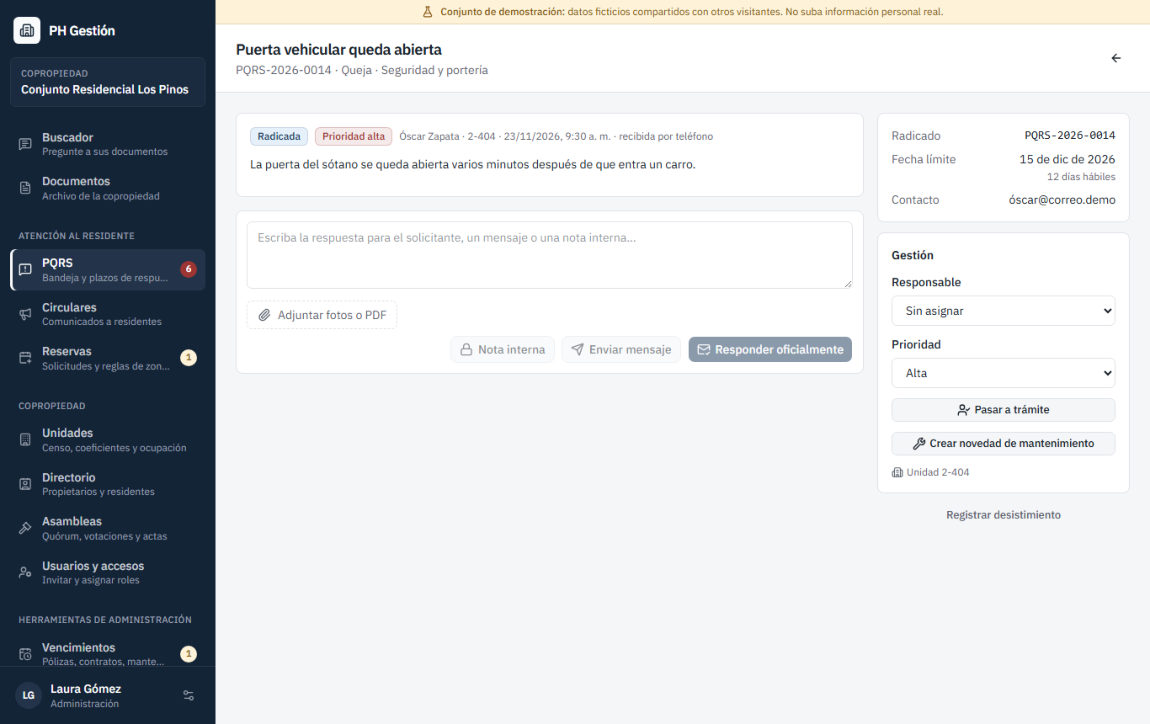 Conjunto de demostración: datos ficticios compartidos con otros visitantes. No suba información personal real.
PH Gestión
COPROPIEDAD
Conjunto Residencial Los Pinos
Buscador
Pregunte a sus documentos
Documentos
Archivo de la copropiedad
ATENCIÓN AL RESIDENTE
PQRS
Bandeja y plazos de respu...
6
Circulares
Comunicados a residentes
Reservas
Solicitudes y reglas de zon...
1
COPROPIEDAD
Unidades
Censo, coeficientes y ocupación
Directorio
Propietarios y residentes
Asambleas
Quórum, votaciones y actas
Usuarios y accesos
Invitar y asignar roles
HERRAMIENTAS DE ADMINISTRACIÓN
Vencimientos
Pólizas, contratos, mante...
1
LG
Laura Gómez
Administración
Puerta vehicular queda abierta
PQRS-2026-0014 · Queja · Seguridad y portería
Radicada Prioridad alta Óscar Zapata · 2-404 · 23/11/2026, 9:30 a. m. · recibida por teléfono
La puerta del sótano se queda abierta varios minutos después de que entra un carro.
Escriba la respuesta para el solicitante, un mensaje o una nota interna...
Adjuntar fotos o PDF
Nota interna Enviar mensaje Responder oficialmente
Radicado PQRS-2026-0014
Fecha límite 15 de dic de 2026
12 días hábiles
Contacto óscar@correo.demo
Gestión
Responsable
Sin asignar
Prioridad
Alta
Pasar a trámite
Crear novedad de mantenimiento
Unidad 2-404
Registrar desistimiento